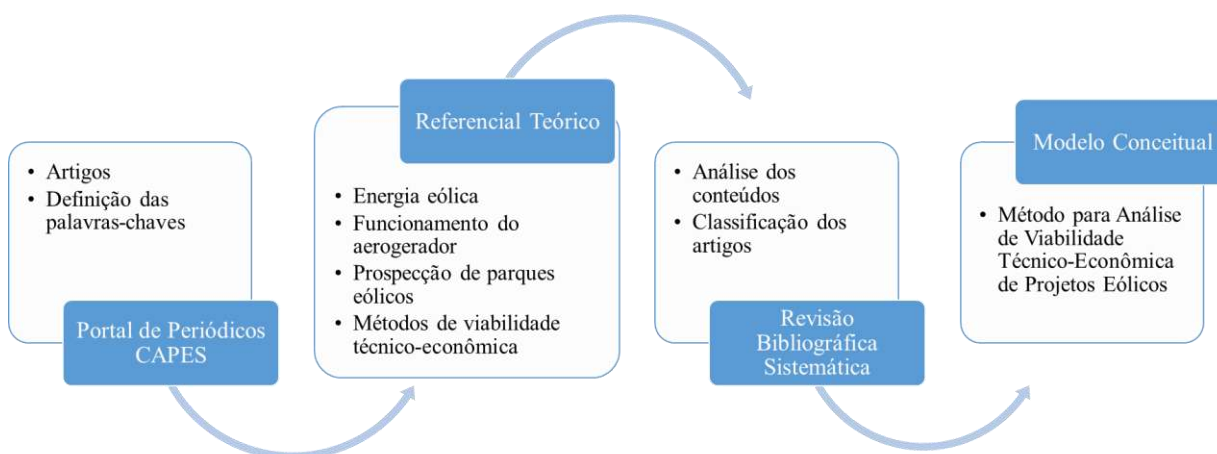 • Artigos
• Definição das
palavras-chaves
Portal de Periódicos
CAPES
Referencial Teórico
• Energia eólica
• Funcionamento do
aerogerador
• Prospecção de parques
eólicos
• Métodos de viabilidade
técnico-econômica
• Análise dos
conteúdos
• Classificação dos
artigos
Revisão
Bibliográfica
Sistemática
Modelo Conceitual
• Método para Análise
de Viabilidade
Técnico-Econômica
de Projetos Eólicos